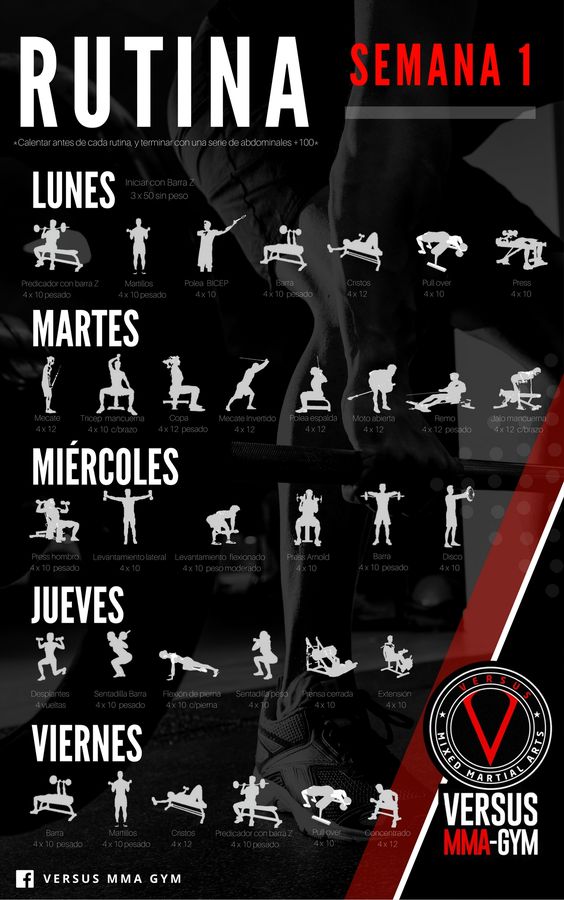 RUTINA
SEMANA 1
*Calentar antes de cada rutina, y terminar con una serie de abdominales +100*
LUNES
Iniciar con Barra Z
3 x 50 sin peso
Predicador con barra Z
4 x 10 pesado
Martillos
4 x 10 pesado
Polea BICEP
4 x 10
Barra
4 x 10 pesado
Cristos
4 x 12
Pull over
4 x 10
Press
4 x 10
MARTES
Mecate
4 x 12
Tricep mancuerna
4 x 10 c/brazo
Copa
4 x 12 pesado
Mecate Invertido
4 x 12
Polea espalda
4 x 12
Moto abierta
4 x 12
Remo
4 x 12 pesado
Jalo mancuerna
4 x 12 c/brazo
MIÉRCOLES
Press hombro
4 x 10 pesado
Levantamiento lateral
4 x 10
Levantamiento flexionado
4 x 10 peso moderado
Press Arnold
4 x 10
Barra
4 x 10 pesado
Disco
4 x 10
JUEVES
Desplantes
4 vueltas
Sentadilla Barra
4 x 10 pesado
Flexión de pierna
4 x 10 c/pierna
Sentadilla peso
4 x 10
Prensa cerrada
4 x 10
Extensión
4 x 10
VIERNES
Barra
4 x 10 pesado
Martillos
4 x 10 pesado
Cristos
4 x 12
Predicador con barra Z
4 x 10 pesado
Pull over
4 x 10
Concentrado
4 x 12
VERSUS
V
MIXED MARTIAL ARTS
VERSUS
MMA-GYM
f VERSUS MMA GYM